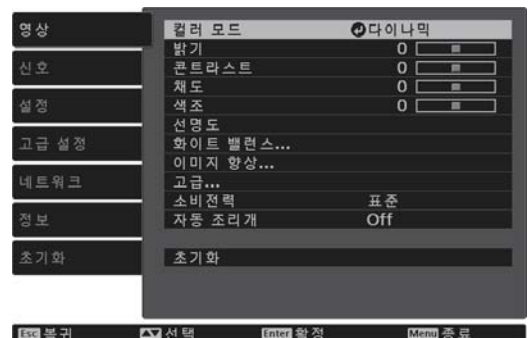 영상
신호
설정
고급 설정
네트워크
정보
초기화
컬러 모드 다이나믹
밝기 0
콘트라스트 0
채도 0
색조 0
선명도
화이트 밸런스...
이미지 향상...
고급...
소비전력 표준
자동 조리개 Off
초기화
Esc 복귀 선택 Enter 확정 Menu 종료